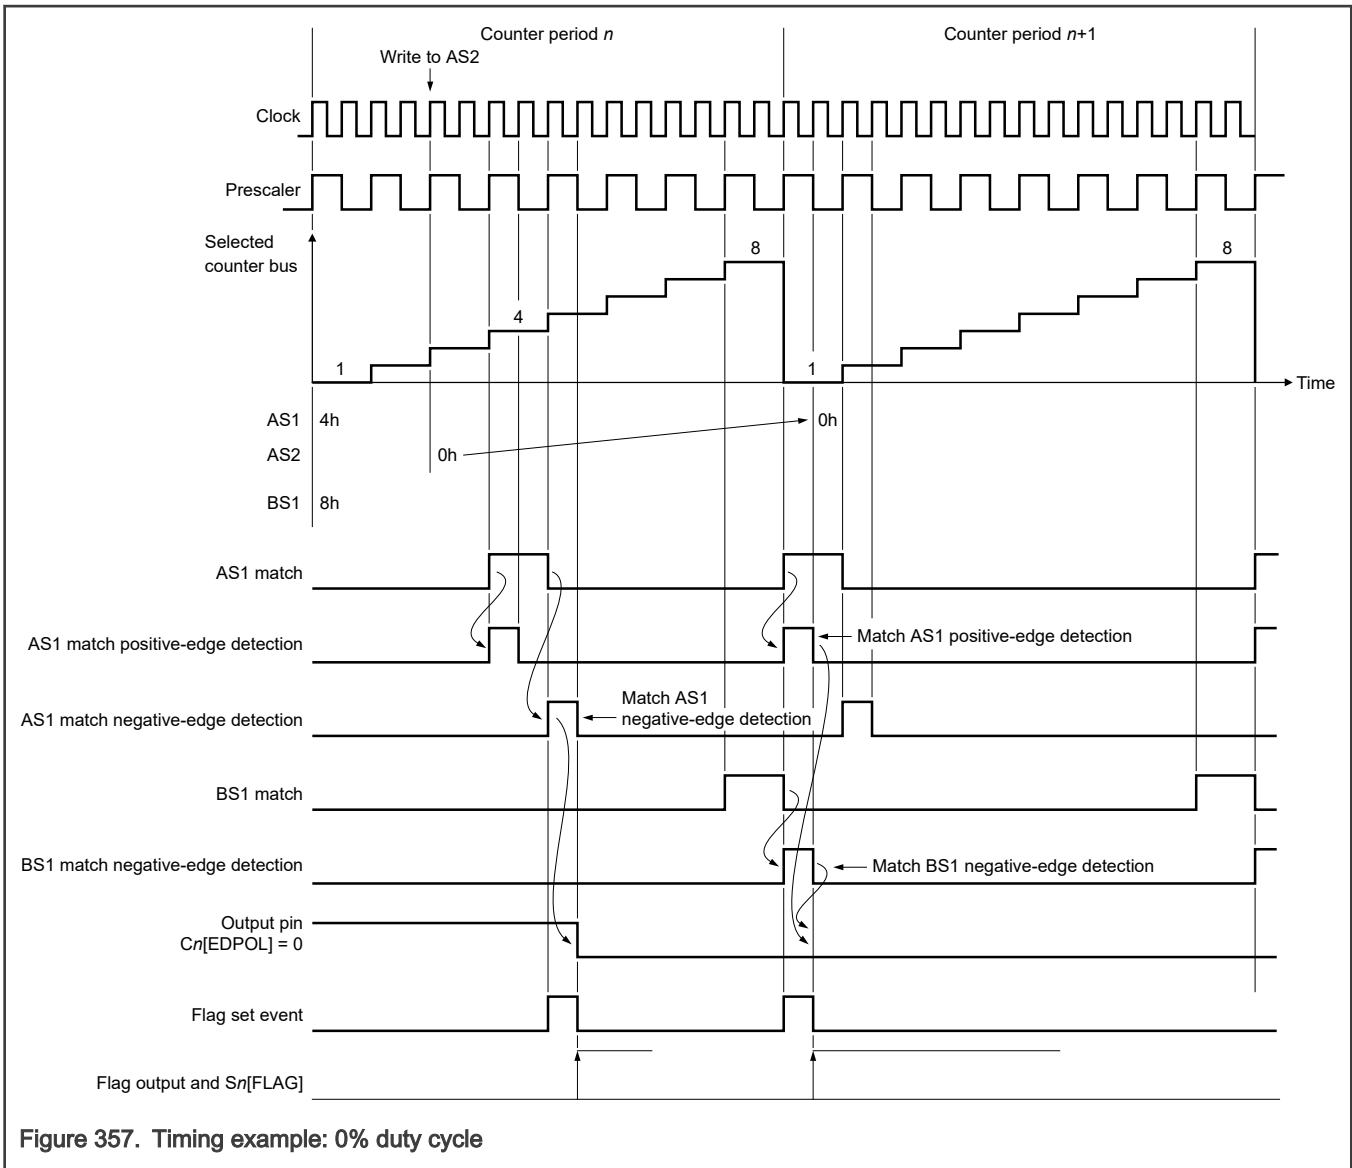 Counter period n
Counter period n+1
Write to AS2
Clock
Prescaler
Selected
counter bus
8
8
4
1
1
Time
AS1
4h
0h
AS2
0h
BS1
8h
AS1 match
AS1 match positive-edge detection
Match AS1 positive-edge detection
AS1 match negative-edge detection
Match AS1
negative-edge detection
BS1 match
BS1 match negative-edge detection
Match BS1 negative-edge detection
Output pin
Cn[EDPOL] = 0
Flag set event
Flag output and Sn[FLAG]
Figure 357. Timing example: 0% duty cycle